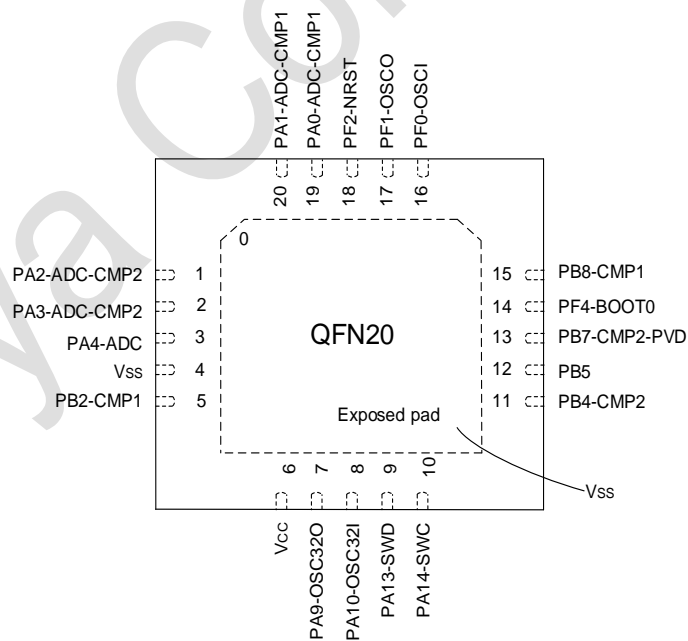 PA1-ADC-CMP1
PA0-ADC-CMP1
PF2-NRST
PF1-OSCO
PF0-OSCI
20
19
18
17
16
0
PA2-ADC-CMP2 1
PA3-ADC-CMP2 2
PA4-ADC 3
Vss 4
PB2-CMP1 5
QFN20
Exposed pad
15 PB8-CMP1
14 PF4-BOOT0
13 PB7-CMP2-PVD
12 PB5
11 PB4-CMP2
Vss
6
7
8
9
10
Vcc
PA9-OSC32O
PA10-OSC32I
PA13-SWD
PA14-SWC